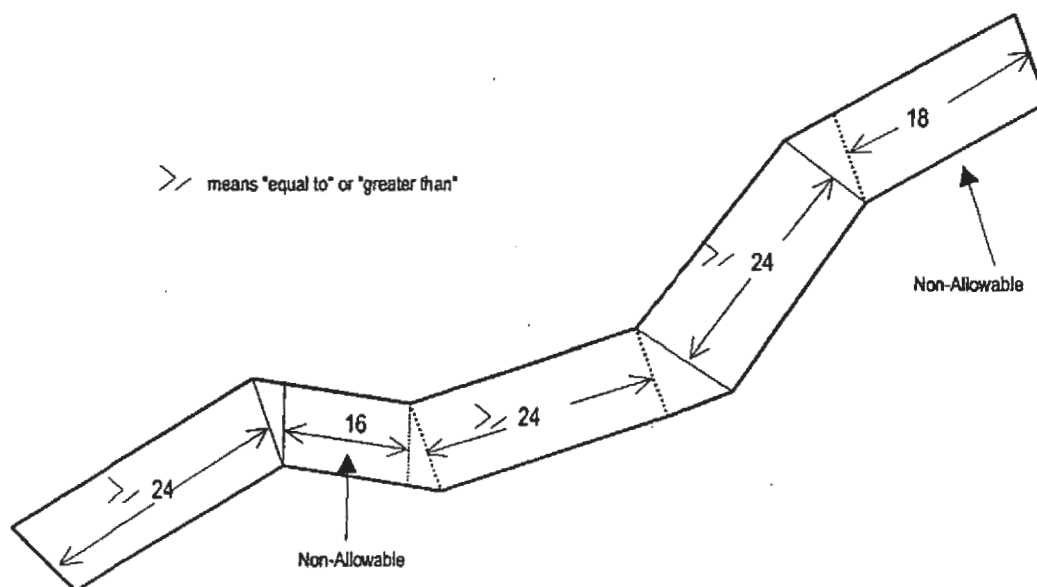 18
≥ means "equal to" or "greater than"
≥ 24
Non-Allowable
16
≥ 24
≥ 24
Non-Allowable